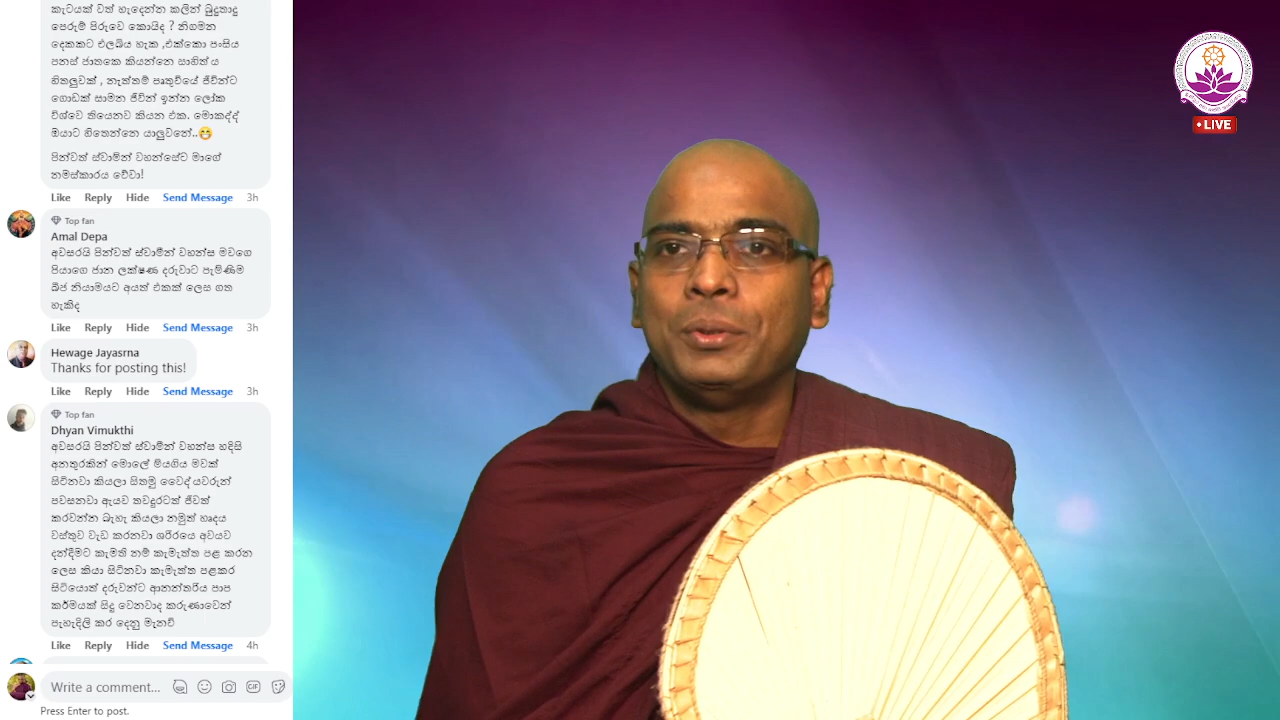 කැටයක් වත් හැදෙන්න කලින් බුදුහාදු
පෙරුම් පිරුවෙ කොයිද ? නිගමන
දෙකකට එලඹිය හැක ,එක්කො පංසිය
පනස් ජාතකෙ කියන්නෙ සාහිත්‍ය
හිතලුවක් , නැත්තම් පෘතුවියේ ජීවින්ට
ගොඩක් සාමන ජීවින් ඉන්න ලෝක
විශ්වෙ තියෙනව කියන එක. මොකද්ද්
ඔයාට හිතෙන්නෙ යාලුවනේ..😁
පින්වත් ස්වාමින් වහන්සේට මාගේ
නමස්කාරය වේවා!
Like Reply Hide Send Message 3h
Top fan
Amal Depa
අවසරයි පින්වත් ස්වාමීන් වහන්ස මවගෙ
පියාගෙ ජාන ලක්ෂණ දරුවාට පැමිණීම
බීජ නියාමයට අයත් එකක් ලෙස ගත
හැකිද
Like Reply Hide Send Message 3h
Hewage Jayasrna
Thanks for posting this!
Like Reply Hide Send Message 3h
Top fan
Dhyan Vimukthi
අවසරයි පින්වත් ස්වාමීන් වහන්ස හදිසි
අනතුරකින් මොලේ මියගිය මවක්
සිටිනවා කියලා සිතමු වෛද්‍යවරුන්
පවසනවා ඇයව තවදුරටත් ජීවත්
කරවන්න බැහැ කියලා නමුත් හෘදය
වස්තුව වැඩ කරනවා ශරීරයෙ අවයව
දන්දීමට කැමති නම් කැමැත්ත පළ කරන
ලෙස කියා සිටිනවා කැමැත්ත පළකර
සිටියොත් දරුවන්ට ආනන්තරිය පාප
කර්මයක් සිදු වෙනවාද කරුණාවෙන්
පැහැදිලි කර දෙනු මැනවි
Like Reply Hide Send Message 4h
Write a comment...
Press Enter to post.
LIVE